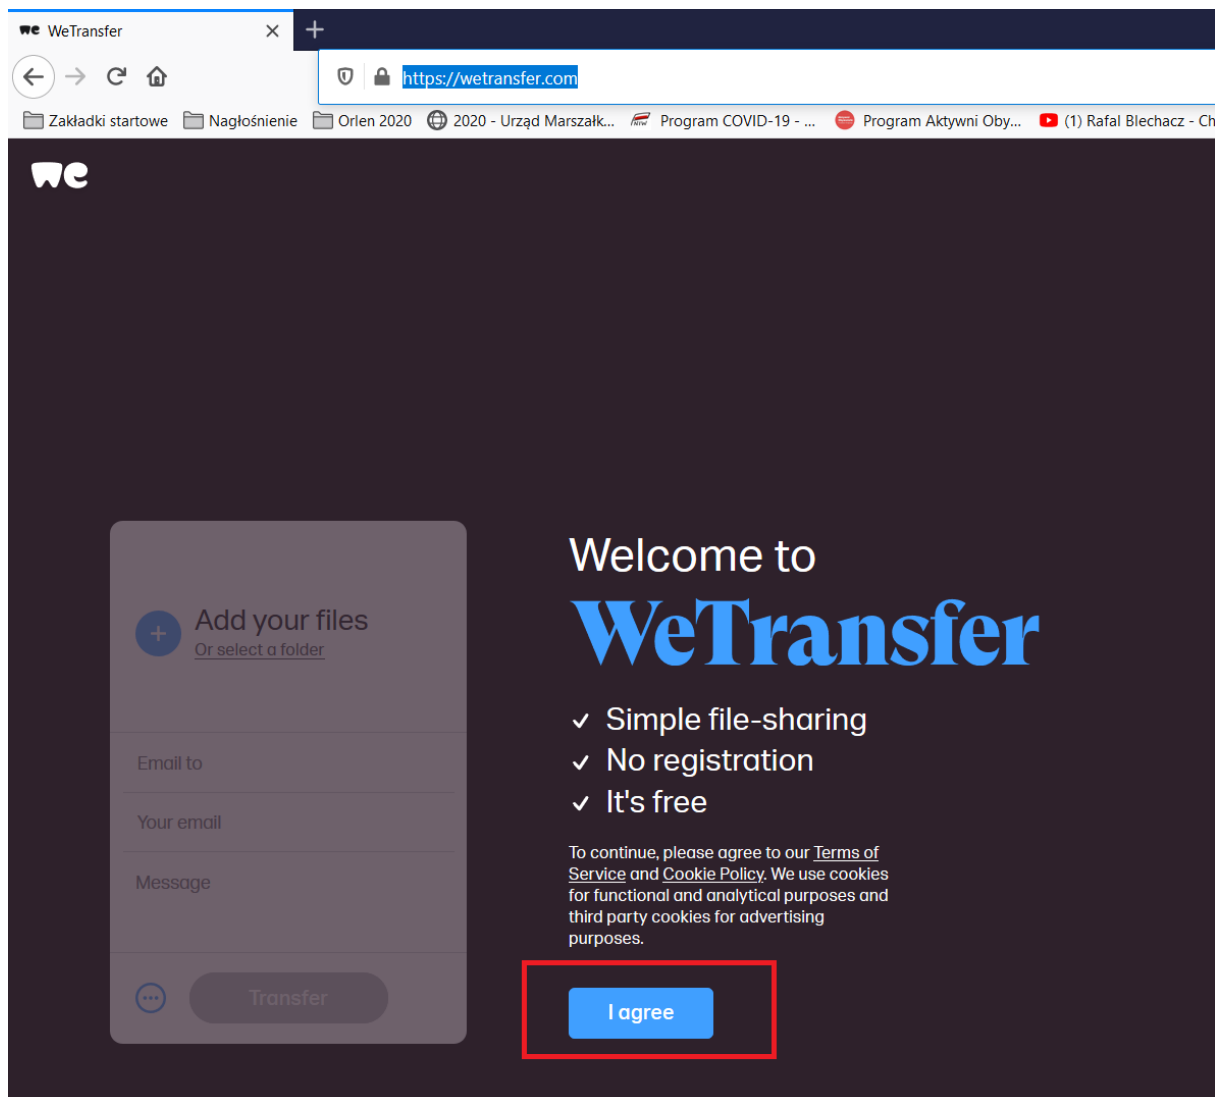 we WeTransfer
https://wetransfer.com
Zakładki startowe Nagłośnienie Orlen 2020 2020 - Urząd Marszałk... NIW Program COVID-19 - ... Program Aktywni Oby... (1) Rafal Blechacz - Ch
we
Add your files
Or select a folder
Email to
Your email
Message
Transfer
Welcome to
WeTransfer
Simple file-sharing
No registration
It's free
To continue, please agree to our Terms of
Service and Cookie Policy. We use cookies
for functional and analytical purposes and
third party cookies for advertising
purposes.
I agree